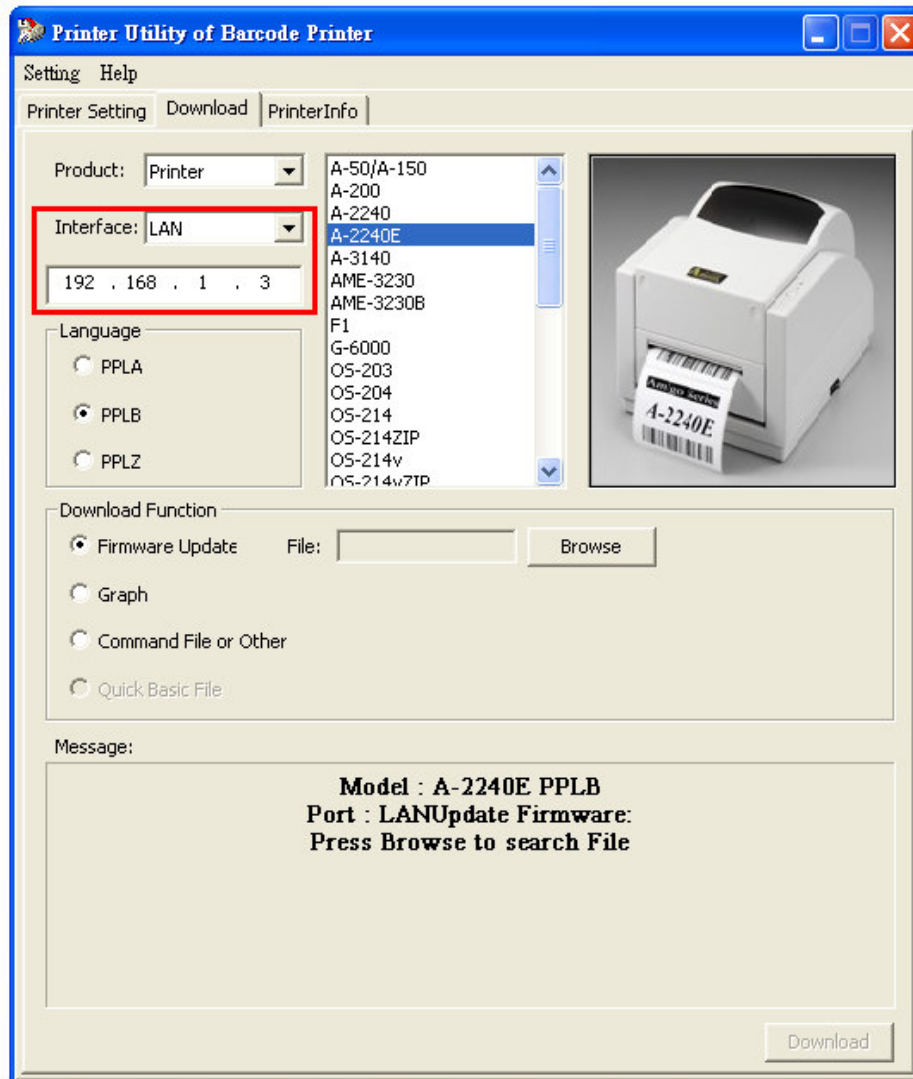 Printer Utility of Barcode Printer
Setting Help
Printer Setting Download PrinterInfo
Product: Printer
Interface: LAN
192 . 168 . 1 . 3
Language
PPLA
PPLB
PPLZ
A-50/A-150
A-200
A-2240
A-2240E
A-3140
AME-3230
AME-3230B
F1
G-6000
OS-203
OS-204
OS-214
OS-214ZIP
OS-214v
OS-214vZIP
Amigo Series
A-2240E
Download Function
Firmware Update File: Browse
Graph
Command File or Other
Quick Basic File
Message:
Model : A-2240E PPLB
Port : LANUpdate Firmware:
Press Browse to search File
Download